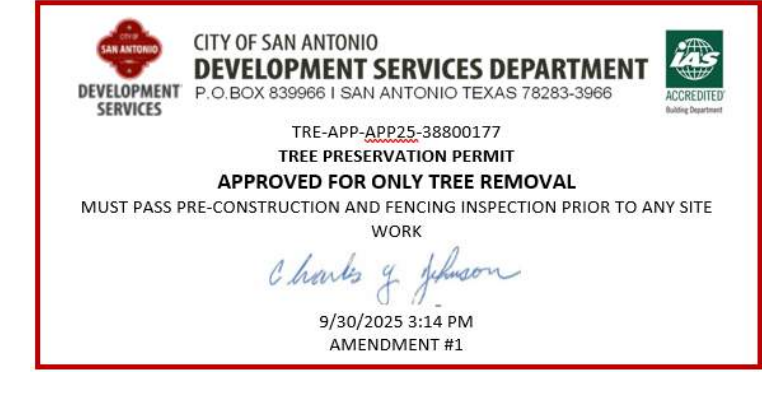 CITY OF
SAN ANTONIO
DEVELOPMENT
SERVICES
CITY OF SAN ANTONIO
DEVELOPMENT SERVICES DEPARTMENT
P.O.BOX 839966 I SAN ANTONIO TEXAS 78283-3966
IAS
ACCREDITED
Building Department
TRE-APP-APP25-38800177
TREE PRESERVATION PERMIT
APPROVED FOR ONLY TREE REMOVAL
MUST PASS PRE-CONSTRUCTION AND FENCING INSPECTION PRIOR TO ANY SITE
WORK
Charles J Johnson
9/30/2025 3:14 PM
AMENDMENT #1